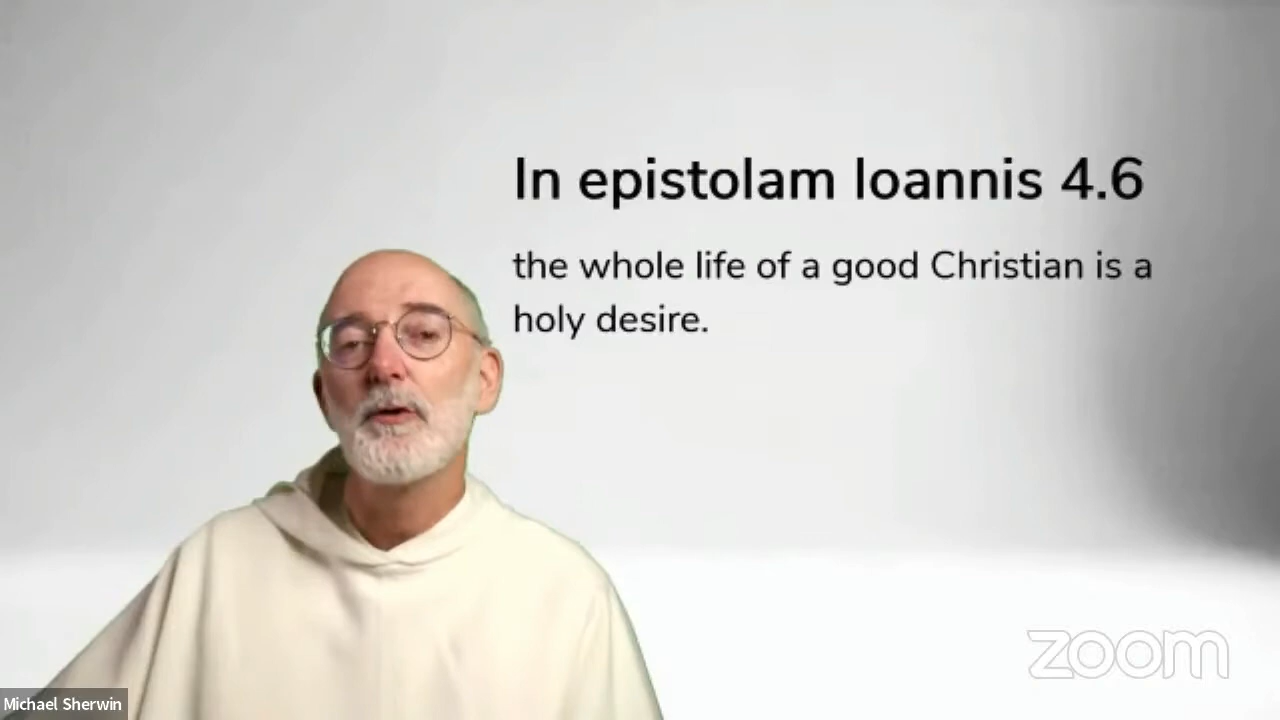 In epistolam Ioannis 4.6
the whole life of a good Christian is a
holy desire.
zoom
Michael Sherwin